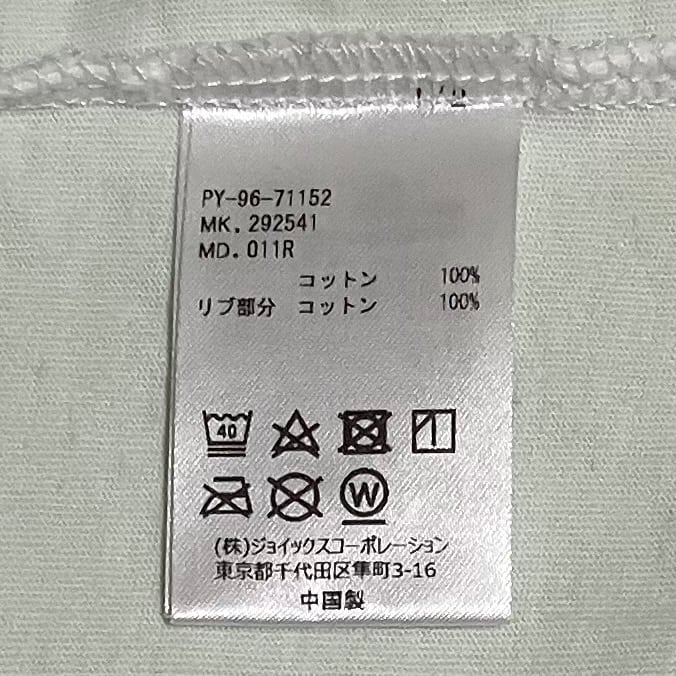 PY-96-71152
MK. 292541
MD. 011R
コットン 100%
リブ部分 コットン 100%
40
W
(株)ジョイックスコーポレーション
東京都千代田区隼町3-16
中国製